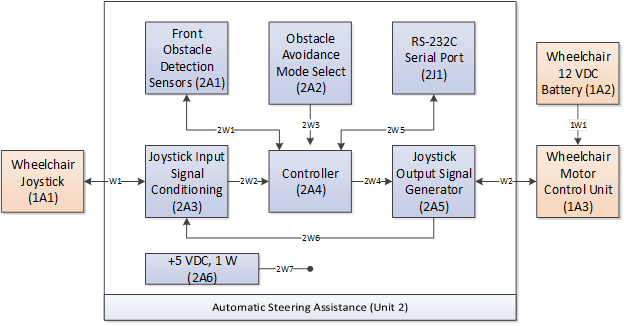 Front
Obstacle
Detection
Sensors (2A1)
Obstacle
Avoidance
Mode Select
(2A2)
RS-232C
Serial Port
(2J1)
Wheelchair
12 VDC
Battery (1A2)
2W1
2W3
2W5
1W1
Wheelchair
Joystick
(1A1)
W1
Joystick Input
Signal
Conditioning
(2A3)
2W2
Controller
(2A4)
2W4
Joystick
Output Signal
Generator
(2A5)
W2
Wheelchair
Motor
Control Unit
(1A3)
2W6
+5 VDC, 1 W
(2A6)
2W7
Automatic Steering Assistance (Unit 2)